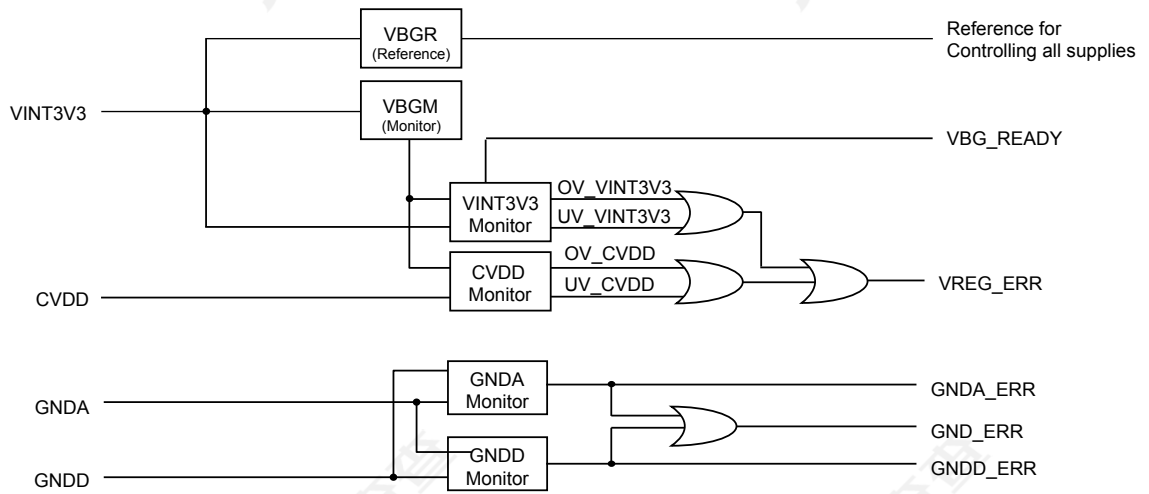 VBGR
(Reference)
Reference for
Controlling all supplies
VINT3V3
VBGM
(Monitor)
VBG_READY
VINT3V3
Monitor
OV_VINT3V3
UV_VINT3V3
CVDD
Monitor
OV_CVDD
UV_CVDD
CVDD
VREG_ERR
GNDA
Monitor
GNDA
GNDA_ERR
GND_ERR
GNDD
Monitor
GNDD
GNDD_ERR